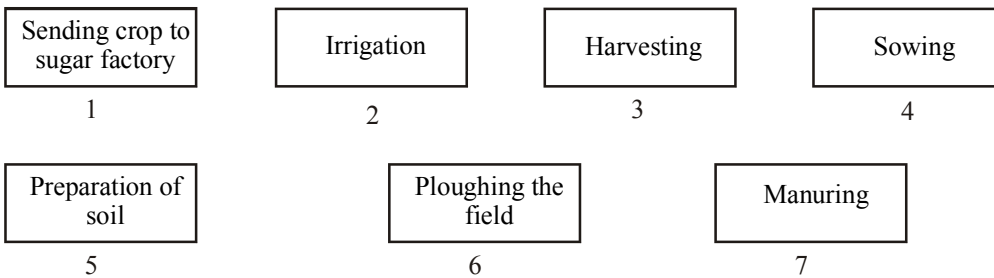 Sending crop to
sugar factory
Irrigation
Harvesting
Sowing
1
2
3
4
Preparation of
soil
Ploughing the
field
Manuring
5
6
7